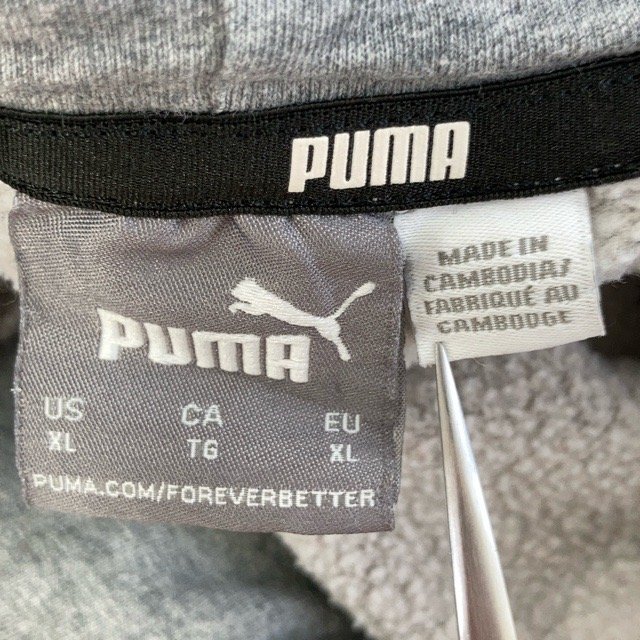 PUMA
PUMA
US CA EU
XL TG XL
PUMA.COM/FOREVERBETTER
MADE IN
CAMBODIA/
FABRIQUÉ AU
CAMBODGE